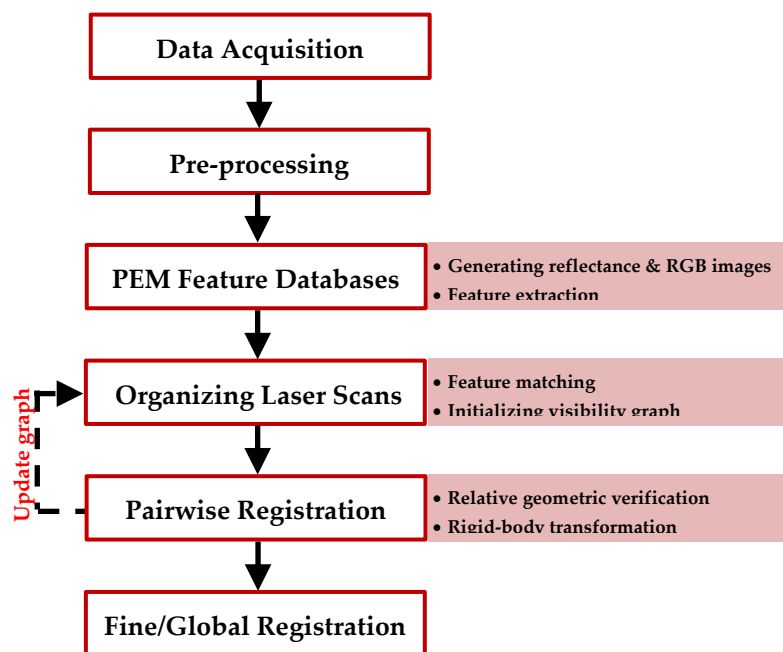 Data Acquisition
Pre-processing
PEM Feature Databases
• Generating reflectance & RGB images
• Feature extraction
Organizing Laser Scans
• Feature matching
• Initializing visibility graph
Update graph
Pairwise Registration
• Relative geometric verification
• Rigid-body transformation
Fine/Global Registration